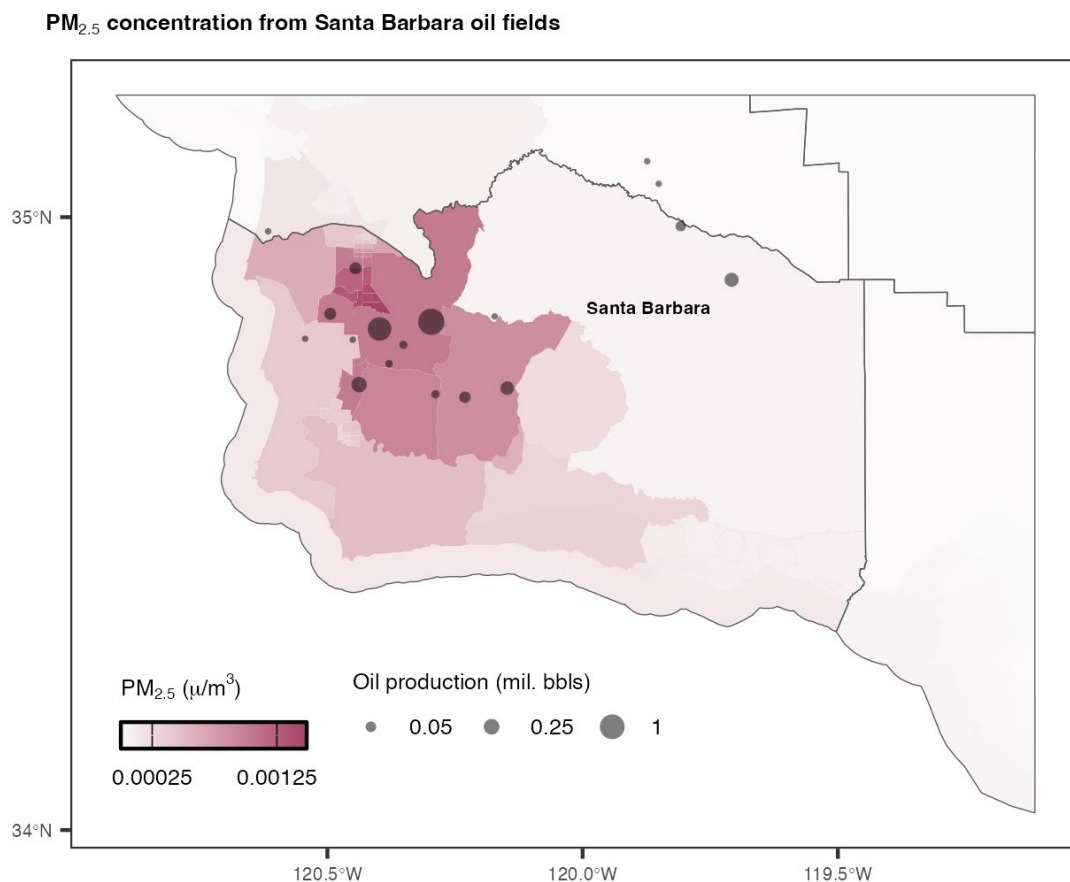 PM2.5 concentration from Santa Barbara oil fields
35°N
Santa Barbara
PM2.5 (μ/m3)
0.00025 0.00125
Oil production (mil. bbls)
0.05 0.25 1
34°N
120.5°W 120.0°W 119.5°W